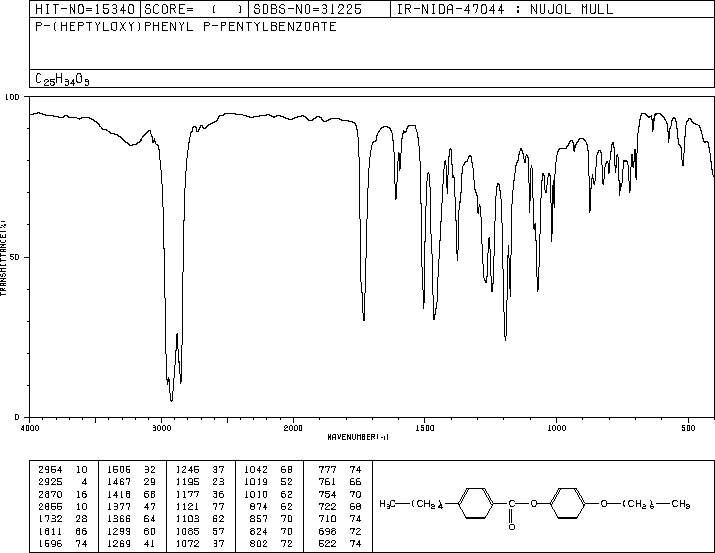 HIT-NO=15340 SCORE= ( ) SDBS-NO=31225 IR-NIDA-47044 : NUJOL MULL
P-(HEPTYLOXY)PHENYL P-PENTYLBENZOATE
C25H34O3
100
50
0
TRANSMITTANCE(%)
4000 3000 2000 1500 1000 500
WAVENUMBER(-1)
2954 10 1506 32 1246 37 1042 68 777 74
2925 4 1467 29 1195 23 1019 52 761 66
2870 16 1418 68 1177 36 1010 62 754 70
2855 10 1377 47 1121 77 874 62 722 68
1732 28 1366 64 1103 62 857 70 710 74
1611 66 1299 60 1085 57 824 70 698 72
1596 74 1269 41 1072 37 802 72 522 74
H3C-(CH2)4 C-O O-(CH2)6-CH3
O